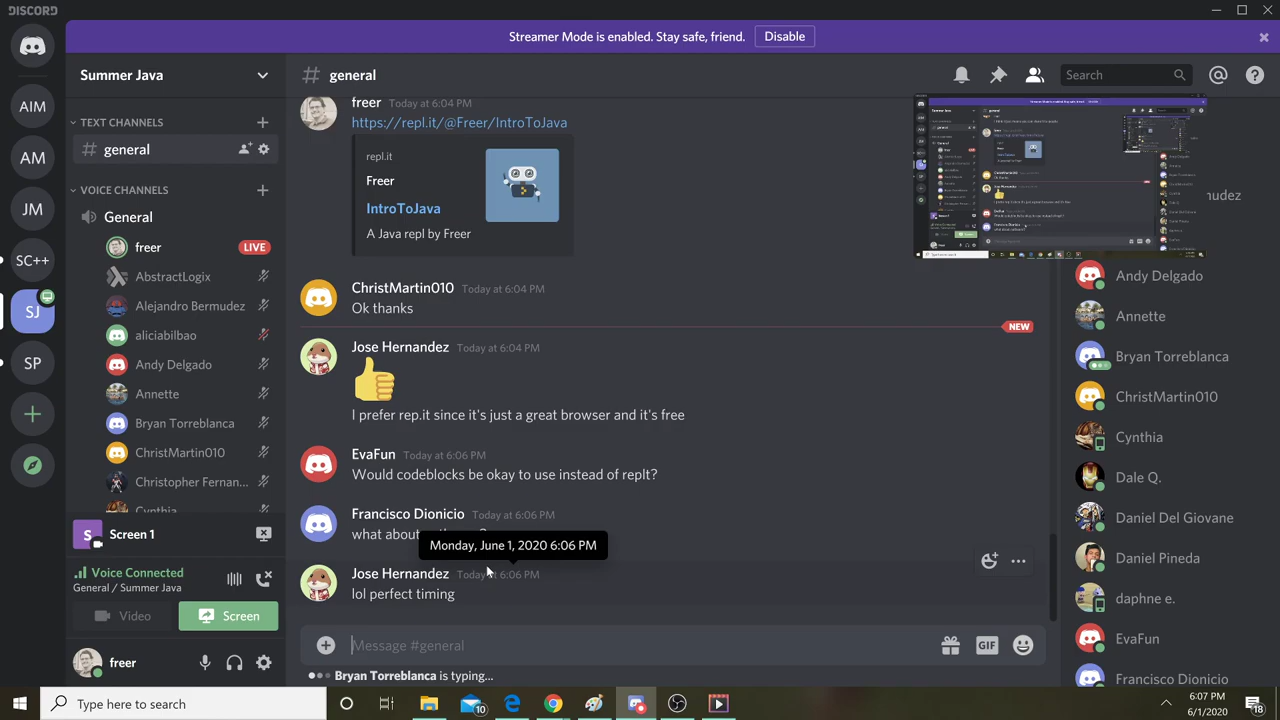 DISCORD
Streamer Mode is enabled. Stay safe, friend.
Disable
Summer Java
general
Search
AIM
AM
JM
SC++
SJ
SP
TEXT CHANNELS
general
VOICE CHANNELS
General
freer
LIVE
AbstractLogix
Alejandro Bermudez
aliciabilbao
Andy Delgado
Annette
Bryan Torreblanca
ChristMartin010
Christopher Fernan...
Cynthia
S
Screen 1
Voice Connected
General / Summer Java
Video
Screen
freer
freer Today at 6:04 PM
https://repl.it/@Freer/IntroToJava
repl.it
Freer
IntroToJava
A Java repl by Freer
ChristMartin010 Today at 6:04 PM
Ok thanks
NEW
Jose Hernandez Today at 6:04 PM
I prefer rep.it since it's just a great browser and it's free
EvaFun Today at 6:06 PM
Would codeblocks be okay to use instead of replt?
Francisco Dionicio Today at 6:06 PM
what about
Monday, June 1, 2020 6:06 PM
Jose Hernandez Today at 6:06 PM
lol perfect timing
Message #general
GIF
Bryan Torreblanca is typing...
Andy Delgado
Annette
Bryan Torreblanca
ChristMartin010
Cynthia
Dale Q.
Daniel Del Giorno
Daniel Pineda
daphne e.
EvaFun
Francisco Dionicio
Type here to search
10
6:07 PM
6/1/2020
18